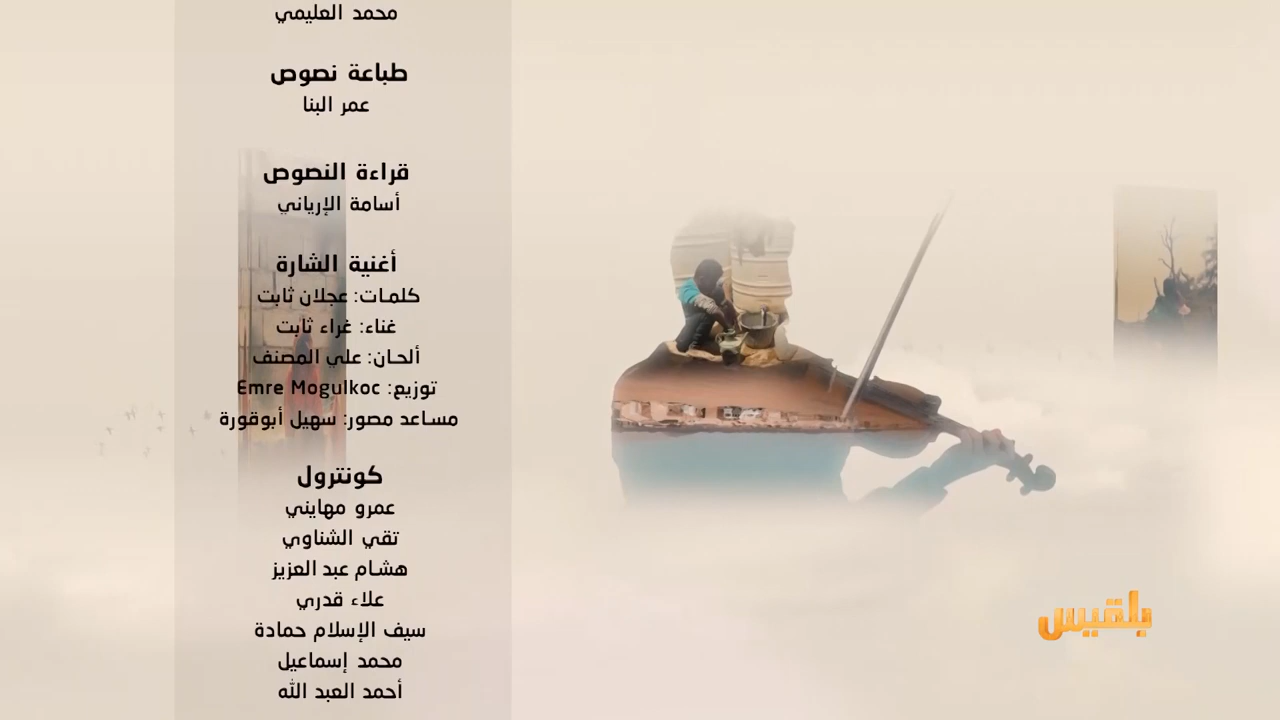 محمد العليمي
طباعة نصوص
عمر البنا
قراءة النصوص
أسامة الإرياني
أغنية الشارة
كلمات: عجلان ثابت
غناء: غراء ثابت
ألحان: علي المصنف
توزيع: Emre Mogulkoc
مساعد مصور: سهيل أبوقورة
كونترول
عمرو مهايني
تقي الشناوي
هشام عبد العزيز
علاء قدري
سيف الإسلام حمادة
محمد إسماعيل
أحمد العبد الله
بلقيس